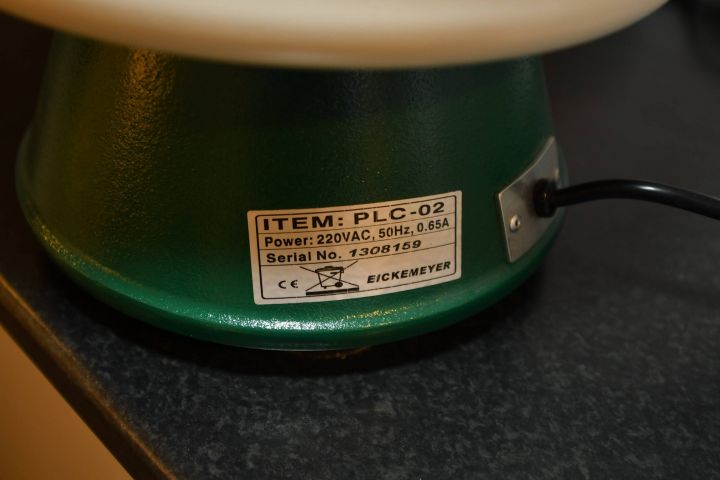 ITEM: PLC-02
Power: 220VAC, 50Hz, 0.65A
Serial No. 1308159
CE EICKEMEYER